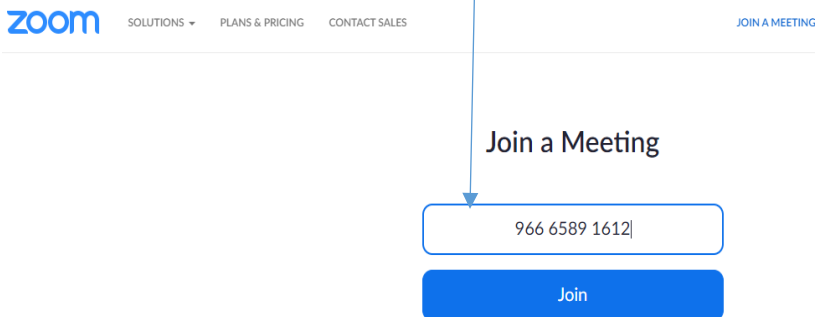 zoom SOLUTIONS PLANS & PRICING CONTACT SALES JOIN A MEETING
Join a Meeting
966 6589 1612
Join